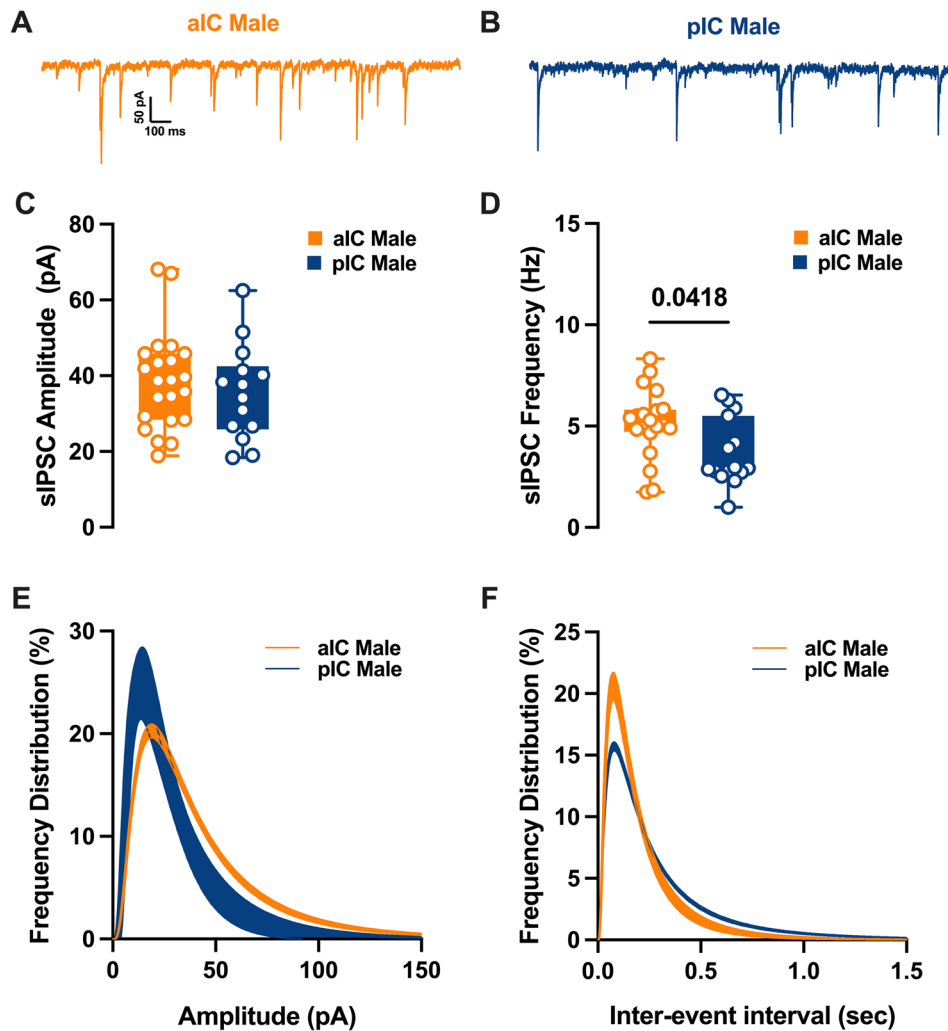 A
aIC Male
B
pIC Male
50 pA
100 ms
C
D
80
60
40
20
0
sIPSC Amplitude (pA)
aIC Male
pIC Male
15
10
5
0
sIPSC Frequency (Hz)
aIC Male
pIC Male
0.0418
E
F
30
20
10
0
Frequency Distribution (%)
aIC Male
pIC Male
0
50
100
150
Amplitude (pA)
25
20
15
10
5
0
Frequency Distribution (%)
aIC Male
pIC Male
0.0
0.5
1.0
1.5
Inter-event interval (sec)